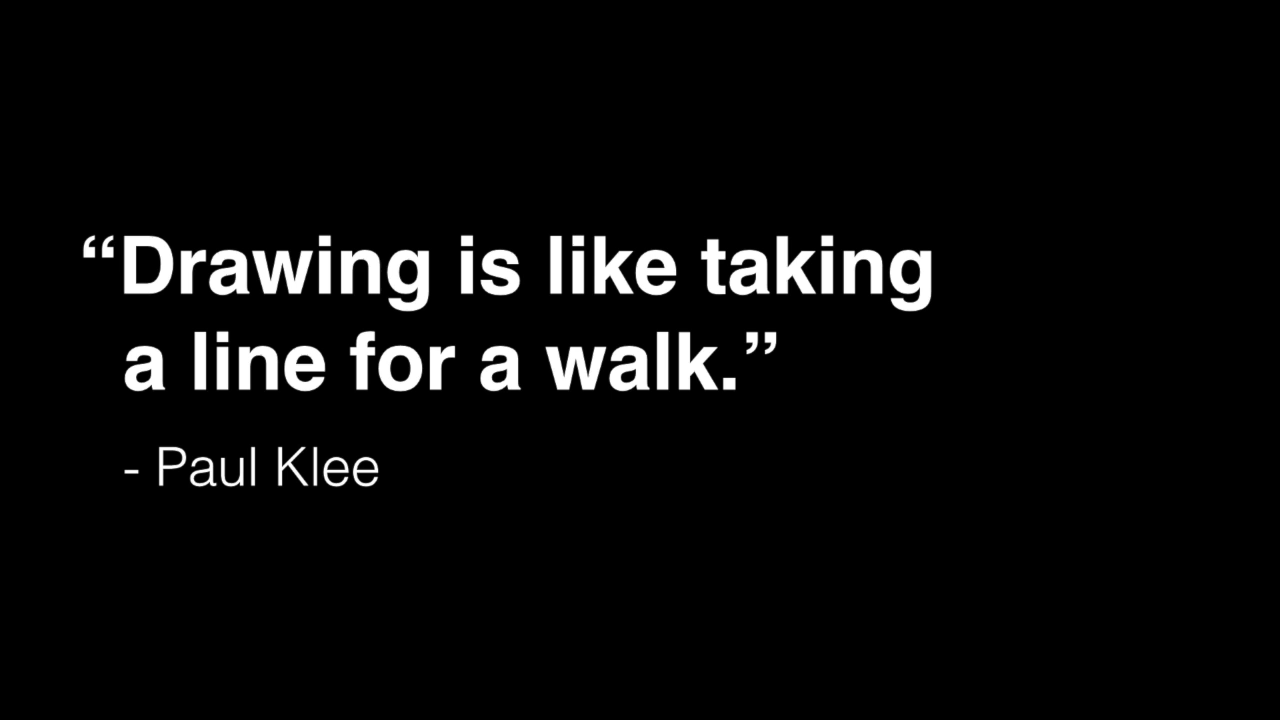 “Drawing is like taking
a line for a walk.”
- Paul Klee